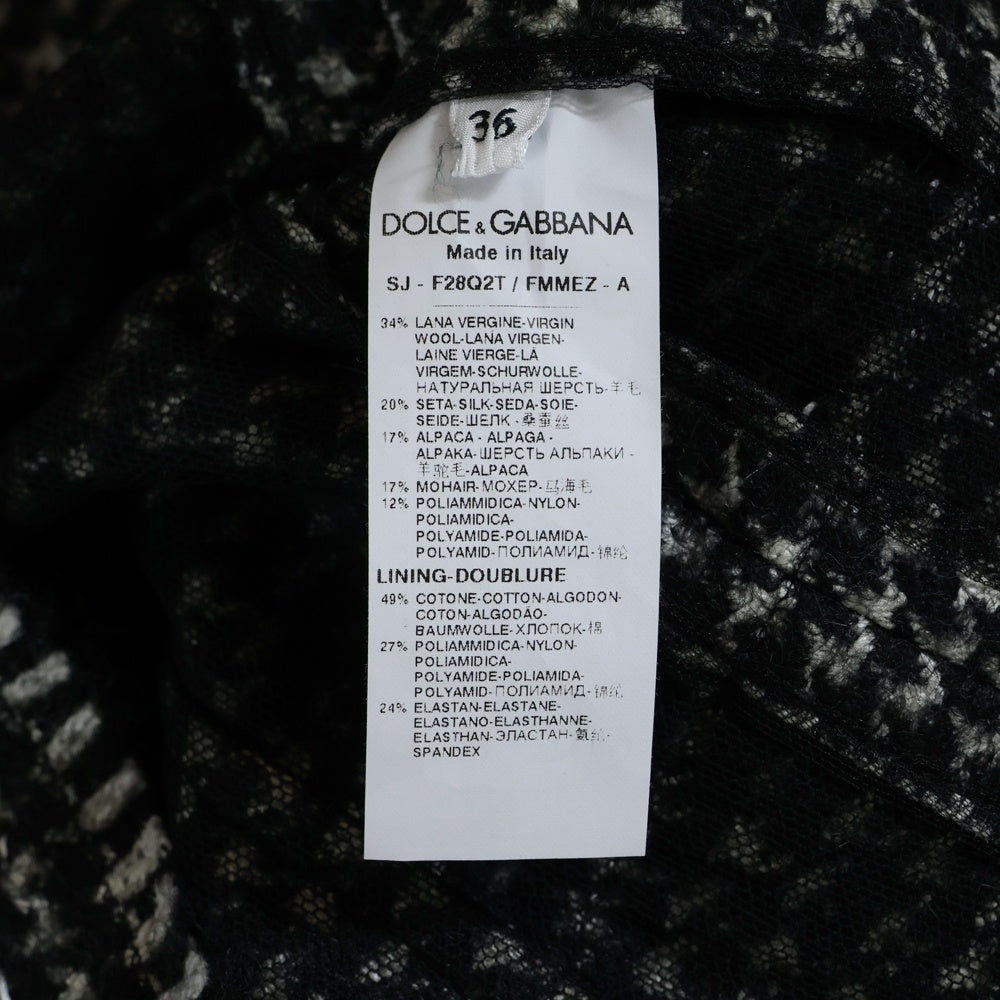 36
DOLCE & GABBANA
Made in Italy
SJ - F28Q2T / FMMEZ - A
34% LANA VERGINE-VIRGIN
WOOL-LANA VIRGEN-
LAINE VIERGE-LÃ
VIRGEM-SCHURWOLLE-
НАТУРАЛЬНАЯ ШЕРСТЬ-羊毛
20% SETA-SILK-SEDA-SOIE-
SEIDE-ШЕЛК -桑蚕丝
17% ALPACA - ALPAGA -
ALPAKA-ШЕРСТЬ АЛЬПАКИ -
羊驼毛-ALPACA
17% MOHAIR-МОХЕР-马海毛
12% POLIAMMIDICA-NYLON-
POLIAMIDICA-
POLYAMIDE-POLIAMIDA-
POLYAMID-ПОЛИАМИД-锦纶
LINING-DOUBLURE
49% COTONE-COTTON-ALGODON-
COTON-ALGODÃO-
BAUMWOLLE-ХЛОПОК-棉
27% POLIAMMIDICA-NYLON-
POLIAMIDICA-
POLYAMIDE-POLIAMIDA-
POLYAMID-ПОЛИАМИД-锦纶
24% ELASTAN-ELASTANE-
ELASTANO-ELASTHANNE-
ELASTHAN-ЭЛАСТАН-氨纶-
SPANDEX